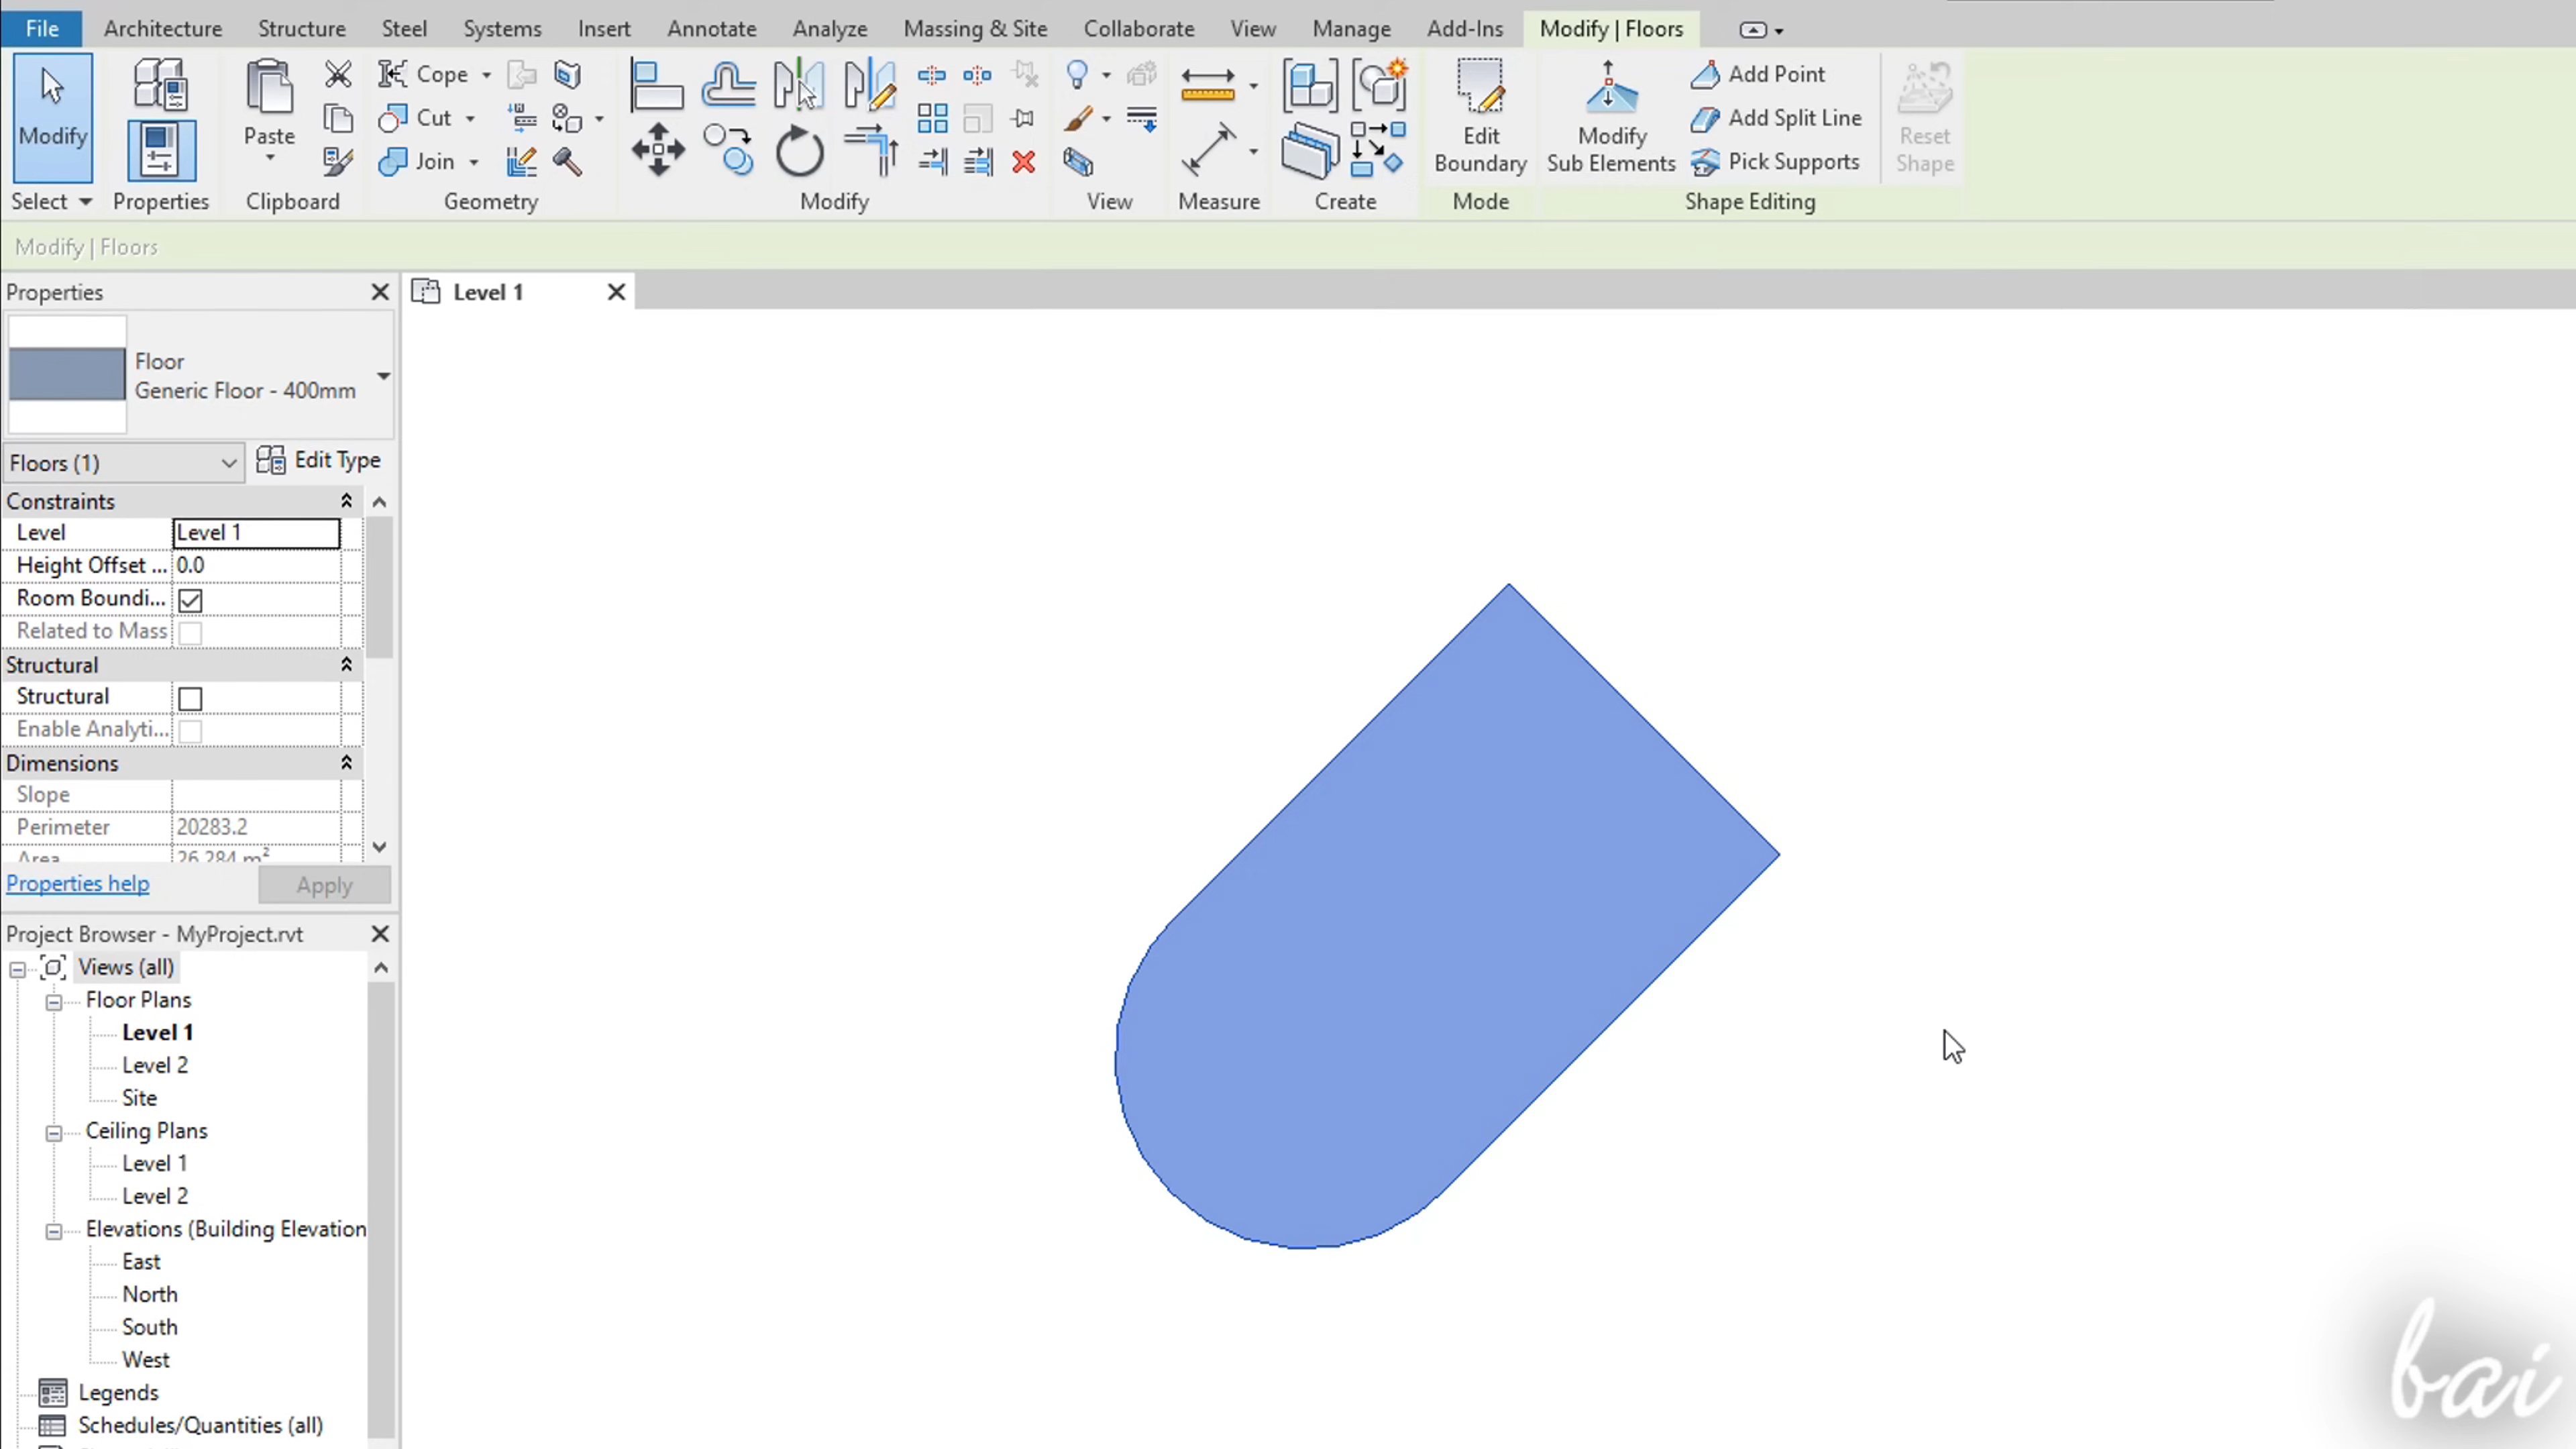 File Architecture Structure Steel Systems Insert Annotate Analyze Massing & Site Collaborate View Manage Add-Ins Modify | Floors
Modify
Select
Properties
Paste
Clipboard
Cope
Cut
Join
Geometry
Modify
View
Measure
Create
Edit
Boundary
Mode
Modify
Sub Elements
Add Point
Add Split Line
Pick Supports
Shape Editing
Reset
Shape
Modify | Floors
Properties
Level 1
Floor
Generic Floor - 400mm
Floors (1) Edit Type
Constraints
Level Level 1
Height Offset ... 0.0
Room Boundi...
Related to Mass
Structural
Structural
Enable Analyti...
Dimensions
Slope
Perimeter 20283.2
Area 26.284 m²
Properties help Apply
Project Browser - MyProject.rvt
Views (all)
Floor Plans
Level 1
Level 2
Site
Ceiling Plans
Level 1
Level 2
Elevations (Building Elevation
East
North
South
West
Legends
Schedules/Quantities (all)
bai